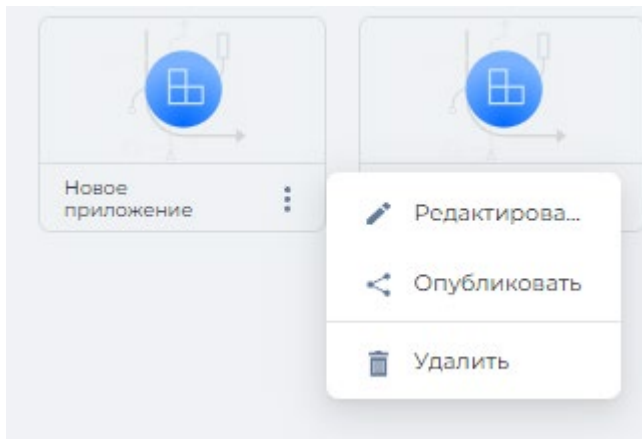 Новое
приложение
Редактирова...
Опубликовать
Удалить